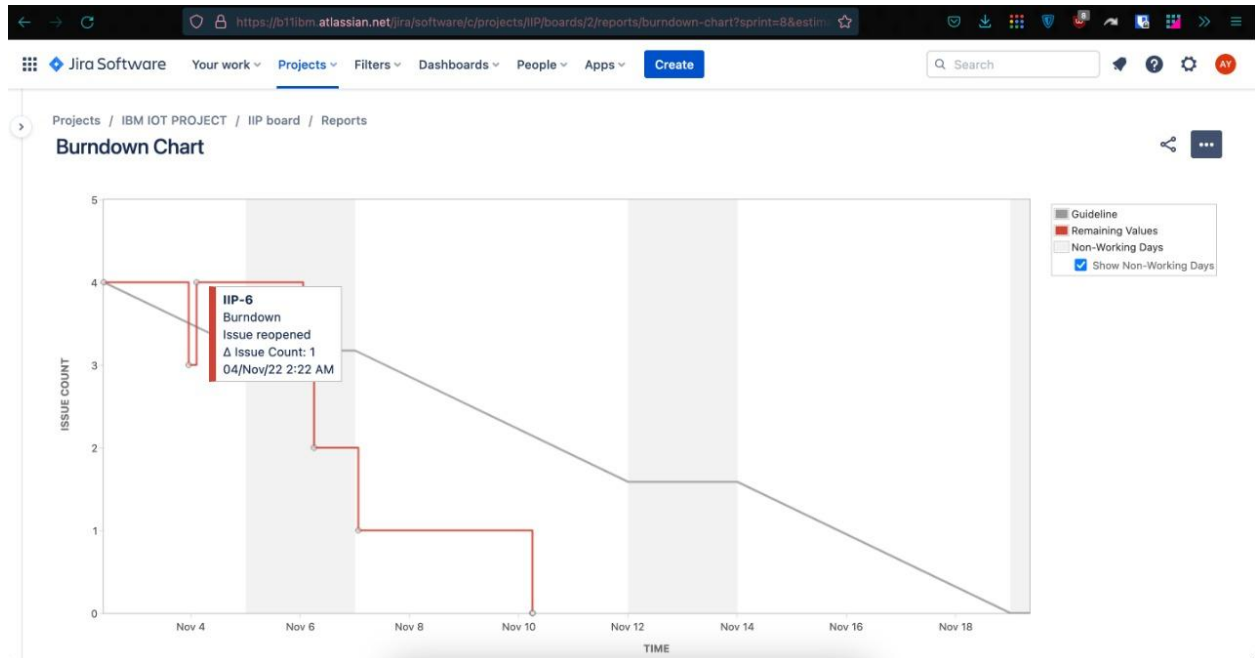 https://b11ibm.atlassian.net/jira/software/c/projects/IIP/boards/2/reports/burndown-chart?sprint=8&estim
Jira Software Your work Projects Filters Dashboards People Apps Create Search AY
Projects / IBM IOT PROJECT / IIP board / Reports
Burndown Chart
Guideline
Remaining Values
Non-Working Days
Show Non-Working Days
ISSUE COUNT
5
4
3
2
1
0
IIP-6
Burndown
Issue reopened
Δ Issue Count: 1
04/Nov/22 2:22 AM
Nov 4 Nov 6 Nov 8 Nov 10 Nov 12 Nov 14 Nov 16 Nov 18
TIME